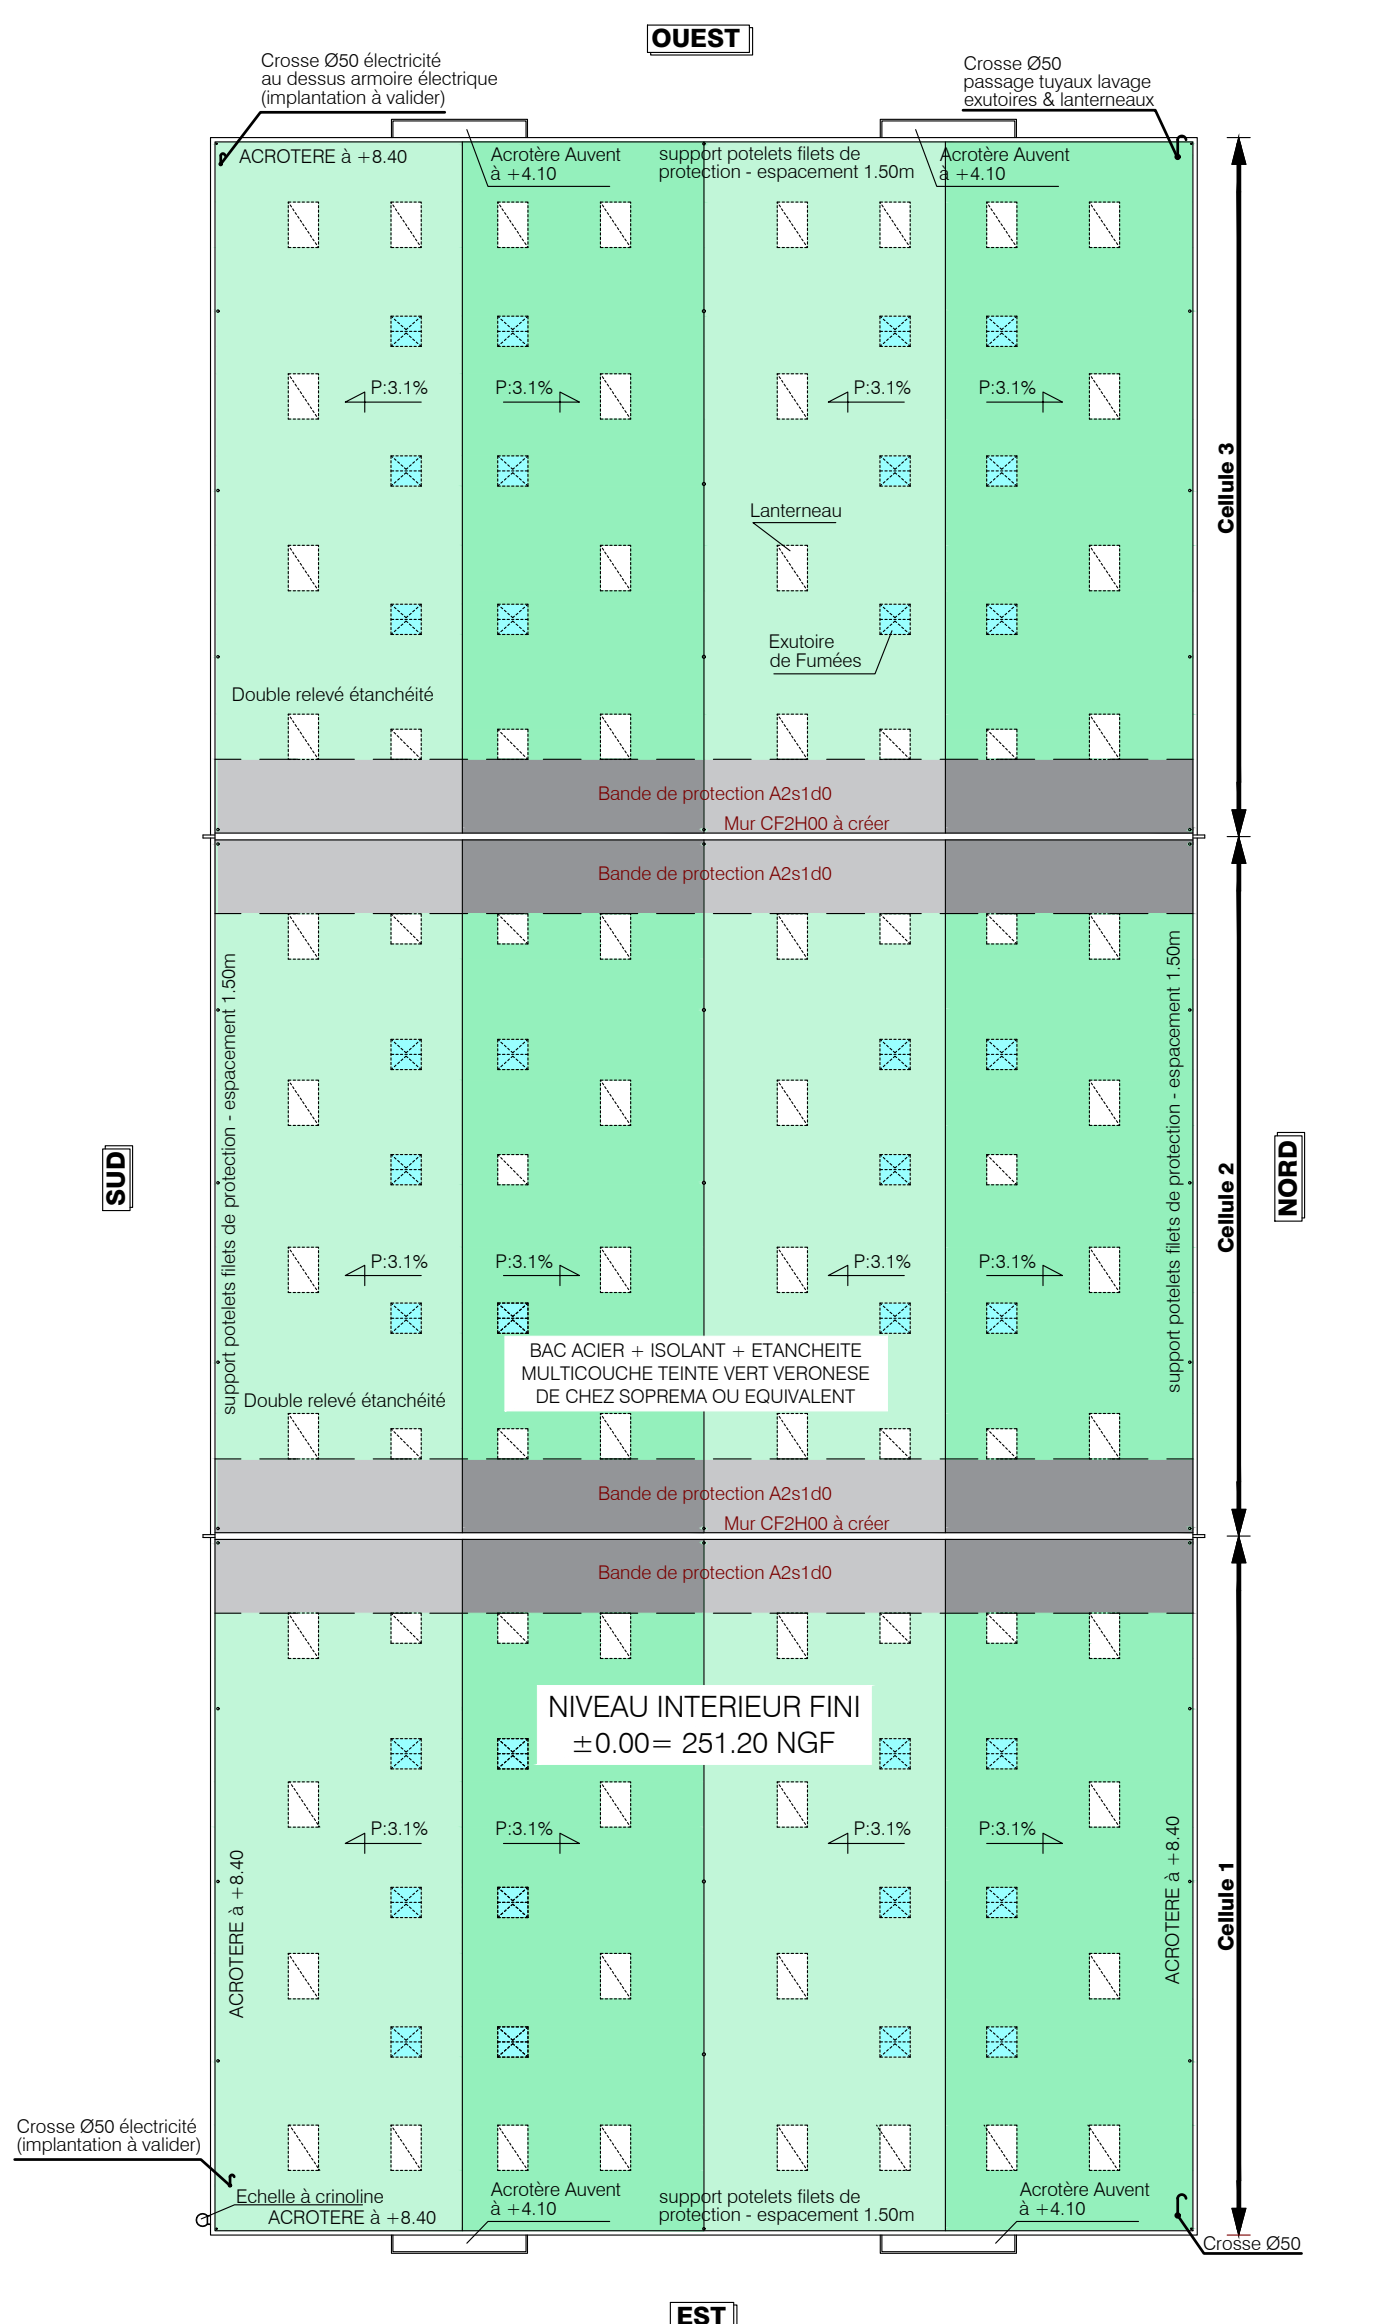 OUEST
Crosse Ø50 électricité
au dessus armoire électrique
(implantation à valider)
Crosse Ø50
passage tuyaux lavage
exutoires & lanterneaux
ACROTERE à +8.40
Acrotère Auvent
à +4.10
support potelets filets de
protection - espacement 1.50m
Acrotère Auvent
à +4.10
P:3.1%
P:3.1%
P:3.1%
P:3.1%
Cellule 3
Lanterneau
Exutoire
de Fumées
Double relevé étanchéité
Bande de protection A2s1d0
Mur CF2H00 à créer
Bande de protection A2s1d0
support potelets filets de protection - espacement 1.50m
support potelets filets de protection - espacement 1.50m
SUD
NORD
Cellule 2
P:3.1%
P:3.1%
P:3.1%
P:3.1%
BAC ACIER + ISOLANT + ETANCHEITE
MULTICOUCHE TEINTE VERT VERONESE
DE CHEZ SOPREMA OU EQUIVALENT
Double relevé étanchéité
Bande de protection A2s1d0
Mur CF2H00 à créer
Bande de protection A2s1d0
NIVEAU INTERIEUR FINI
±0.00= 251.20 NGF
P:3.1%
P:3.1%
P:3.1%
P:3.1%
ACROTERE à +8.40
ACROTERE à +8.40
Cellule 1
Crosse Ø50 électricité
(implantation à valider)
Echelle à crinoline
ACROTERE à +8.40
Acrotère Auvent
à +4.10
support potelets filets de
protection - espacement 1.50m
Acrotère Auvent
à +4.10
Crosse Ø50
EST